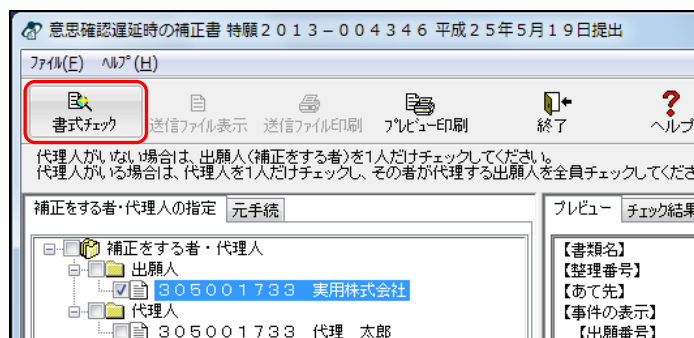 意思確認遅延時の補正書 特願２０１３－００４３４６ 平成２５年５月１９日提出
ﾌｧｲﾙ(F) ﾍﾙﾌﾟ(H)
書式ﾁｪｯｸ 送信ﾌｧｲﾙ表示 送信ﾌｧｲﾙ印刷 ﾌﾟﾚﾋﾞｭｰ印刷 終了 ヘルプ
代理人がいない場合は、出願人(補正をする者)を1人だけチェックしてください。
代理人がいる場合は、代理人を1人だけチェックし、その者が代理する出願人を全員チェックしてくださ
補正をする者・代理人の指定 元手続 プレビュー チェック結果
補正をする者・代理人
出願人
３０５００１７３３ 実用株式会社
代理人
３０５００１７３３ 代理 太郎
【書類名】
【整理番号】
【あて先】
【事件の表示】
【出願番号】